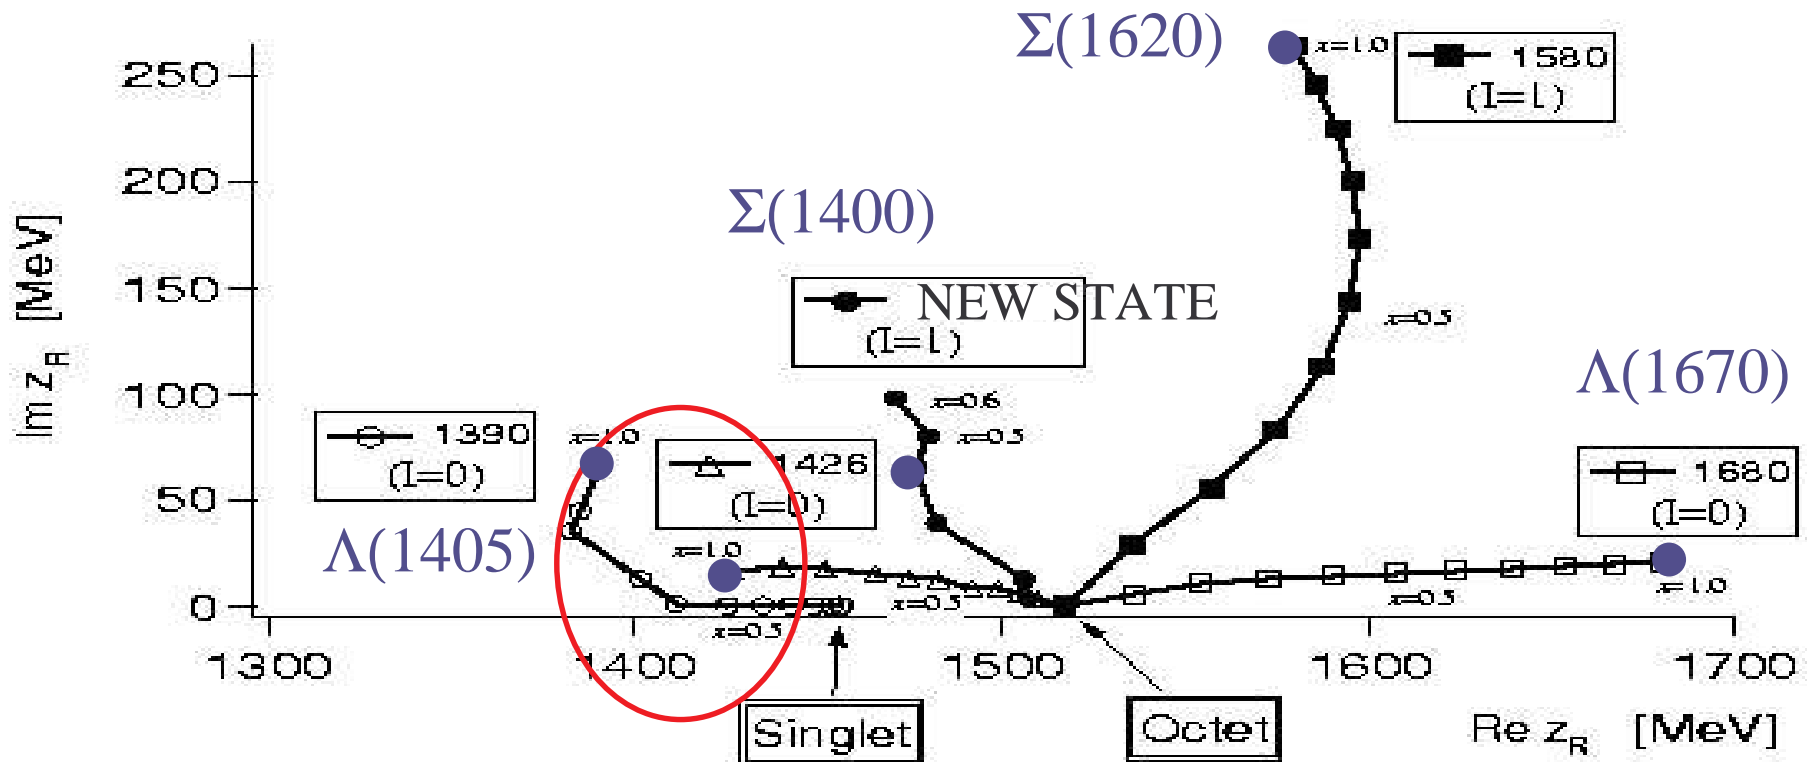 Σ(1620)
x=1.0
1580
(I=1)
250
200
Σ(1400)
150
NEW STATE
(I=1)
x=0.5
Im z_R [MeV]
100
x=0.6
x=0.5
Λ(1670)
1390
(I=0)
x=1.0
1426
(I=0)
1680
(I=0)
50
Λ(1405)
x=1.0
x=0.5
x=0.5
x=1.0
0
x=0.5
1300
1400
1500
1600
1700
Singlet
Octet
Re z_R [MeV]